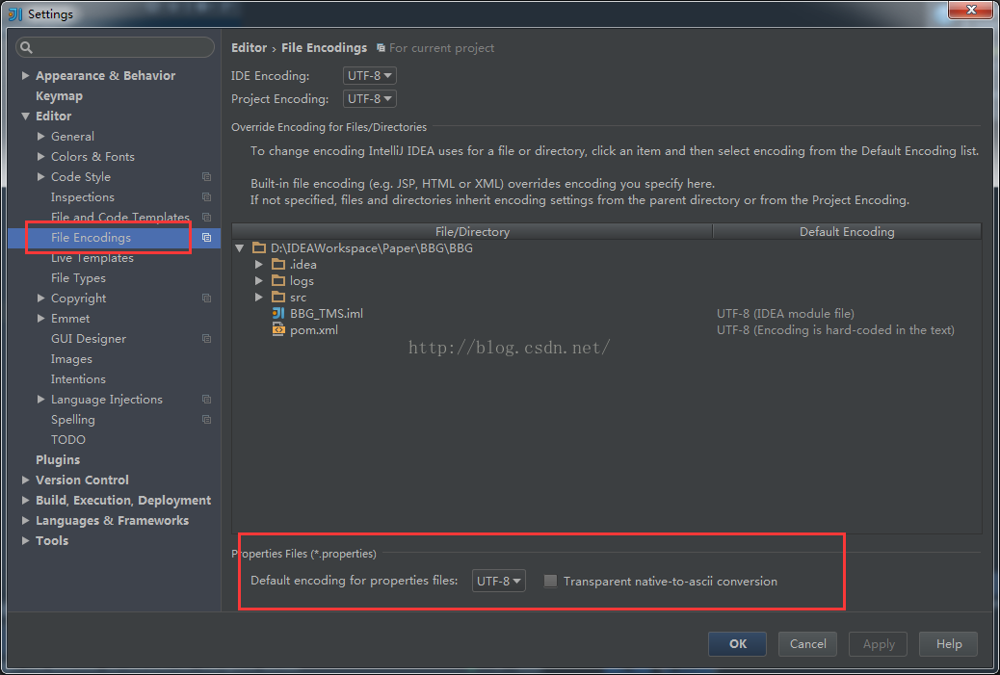 Settings
Appearance & Behavior
Keymap
Editor
General
Colors & Fonts
Code Style
Inspections
File and Code Templates
File Encodings
Live Templates
File Types
Copyright
Emmet
GUI Designer
Images
Intentions
Language Injections
Spelling
TODO
Plugins
Version Control
Build, Execution, Deployment
Languages & Frameworks
Tools
Editor › File Encodings For current project
IDE Encoding: UTF-8
Project Encoding: UTF-8
Override Encoding for Files/Directories
To change encoding IntelliJ IDEA uses for a file or directory, click an item and then select encoding from the Default Encoding list.
Built-in file encoding (e.g. JSP, HTML or XML) overrides encoding you specify here.
If not specified, files and directories inherit encoding settings from the parent directory or from the Project Encoding.
File/Directory Default Encoding
D:\IDEAWorkspace\Paper\BBG\BBG
.idea
logs
src
BBG_TMS.iml UTF-8 (IDEA module file)
pom.xml UTF-8 (Encoding is hard-coded in the text)
http://blog.csdn.net/
Properties Files (*.properties)
Default encoding for properties files: UTF-8 Transparent native-to-ascii conversion
OK Cancel Apply Help